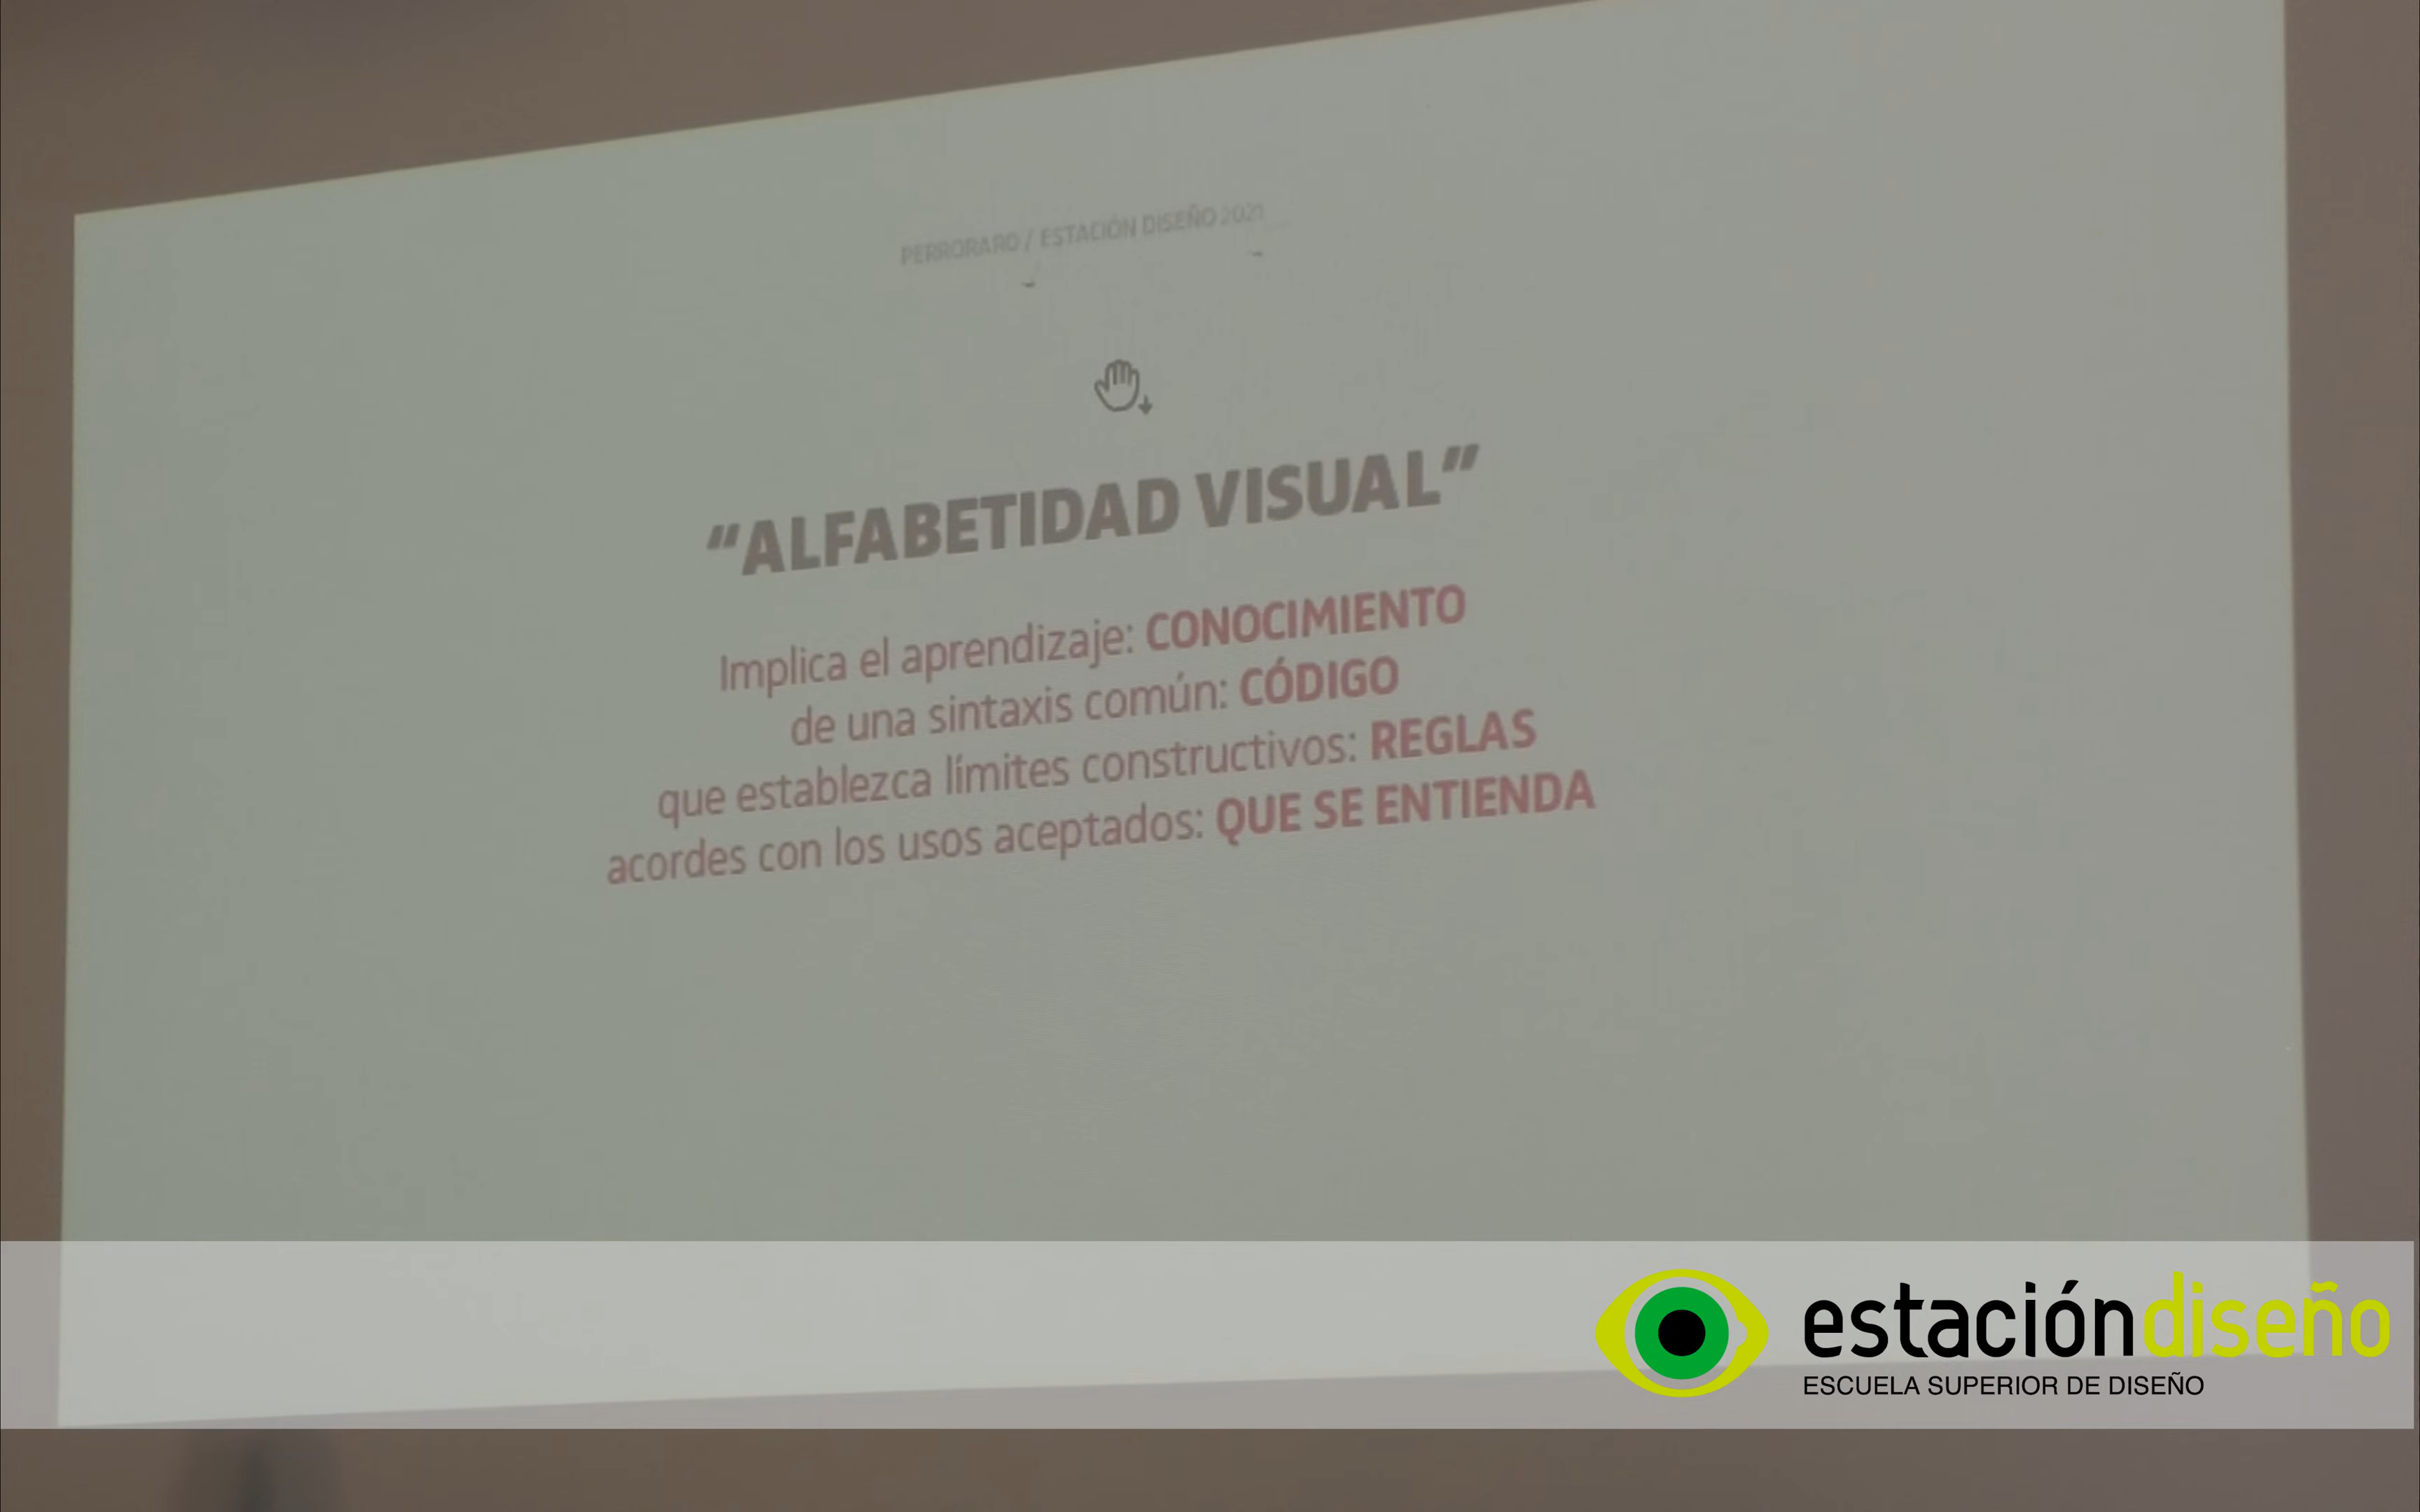 PERRORARO / ESTACIÓN DISEÑO 2021
“ALFABETIDAD VISUAL”
Implica el aprendizaje: CONOCIMIENTO
de una sintaxis común: CÓDIGO
que establezca límites constructivos: REGLAS
acordes con los usos aceptados: QUE SE ENTIENDA
estacióndiseño
ESCUELA SUPERIOR DE DISEÑO